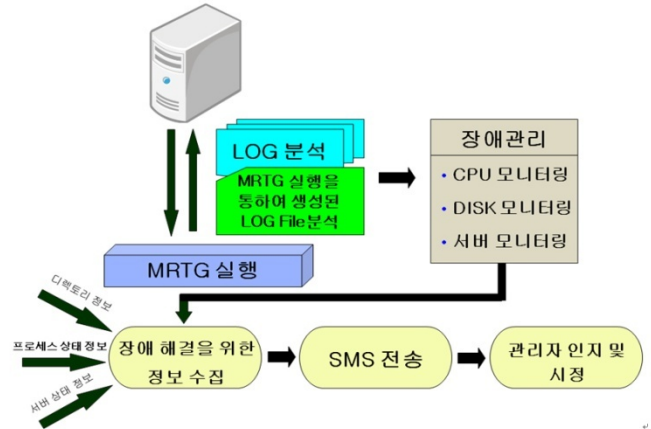 LOG 분석
MRTG 실행을
통하여 생성된
LOG File분석
장애관리
• CPU 모니터링
• DISK 모니터링
• 서버 모니터링
MRTG 실행
디렉토리 정보
프로세스 상태 정보
서버 상태 정보
장애 해결을 위한
정보 수집
SMS 전송
관리자 인지 및
시정